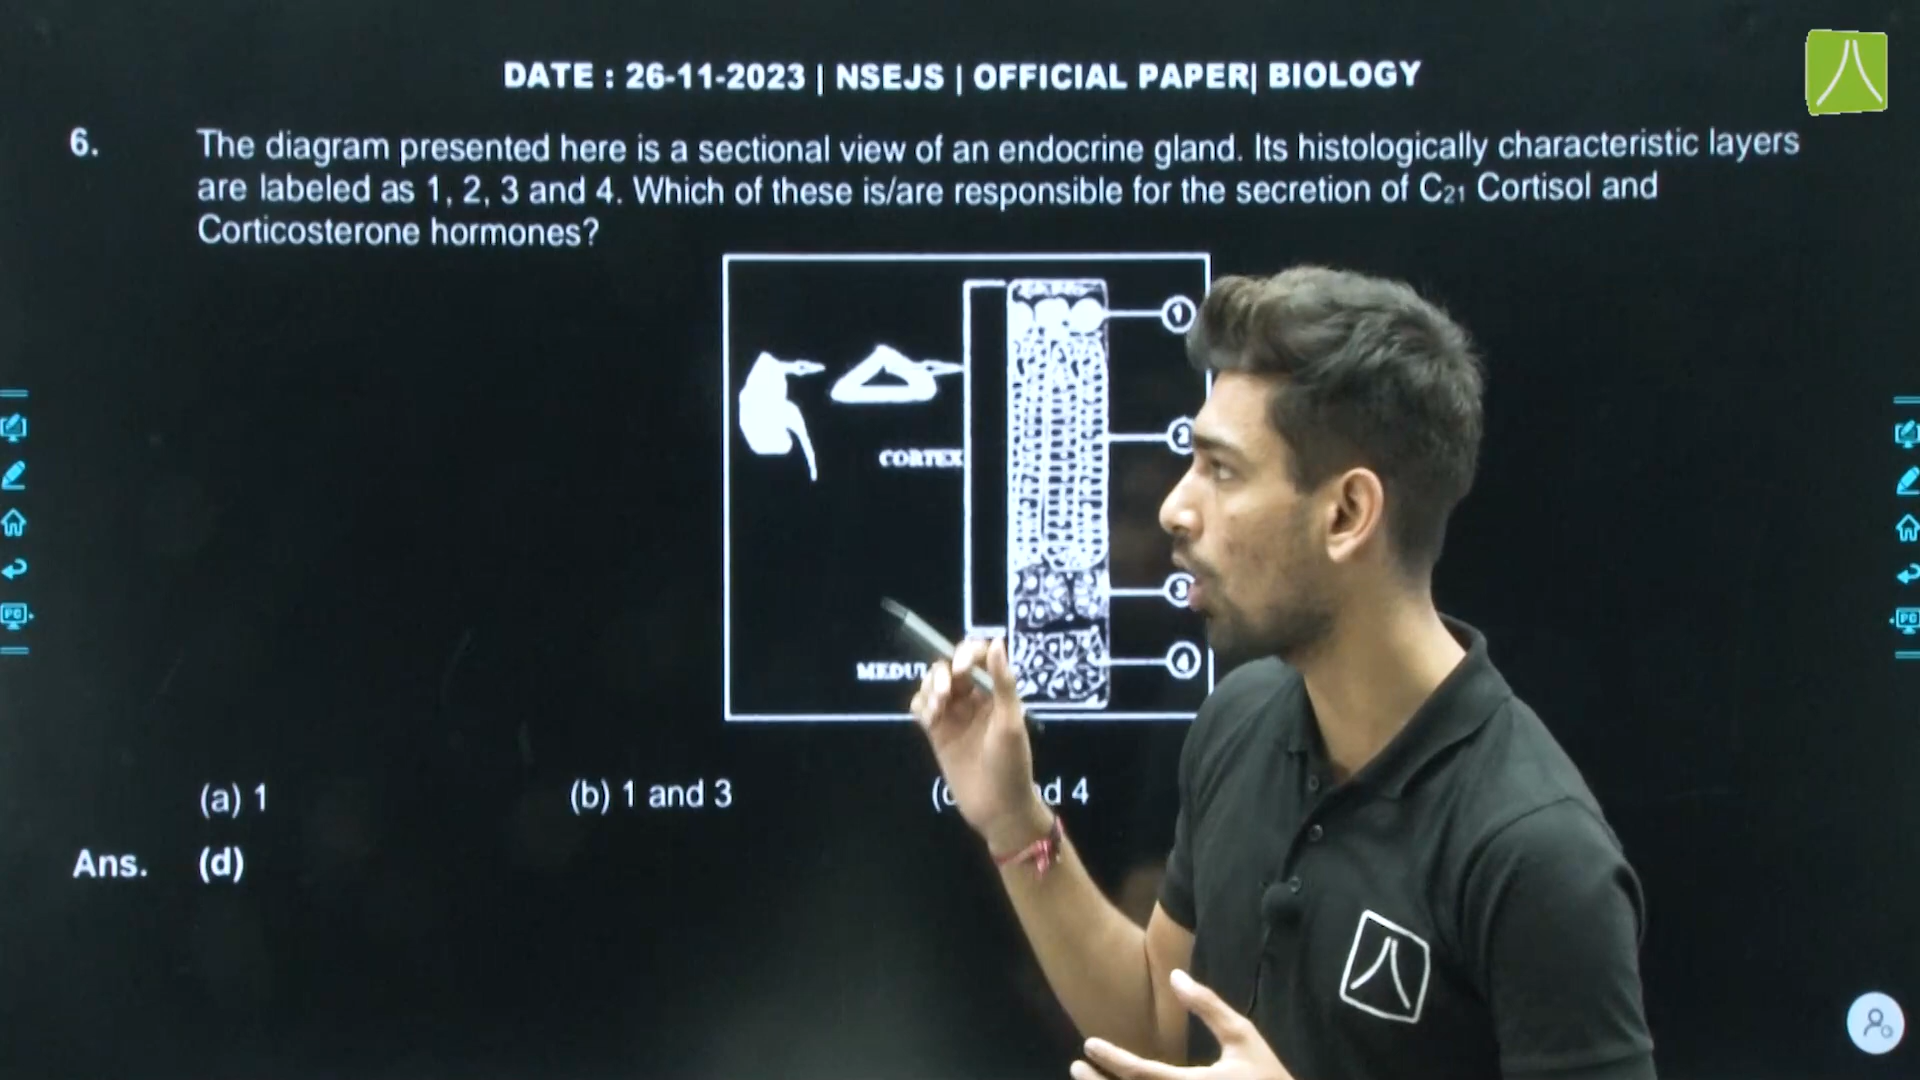 DATE : 26-11-2023 | NSEJS | OFFICIAL PAPER| BIOLOGY
6. The diagram presented here is a sectional view of an endocrine gland. Its histologically characteristic layers
are labeled as 1, 2, 3 and 4. Which of these is/are responsible for the secretion of C₂₁ Cortisol and
Corticosterone hormones?
1
2
CORTEX
3
4
(a) 1 (b) 1 and 3 4
Ans. (d)